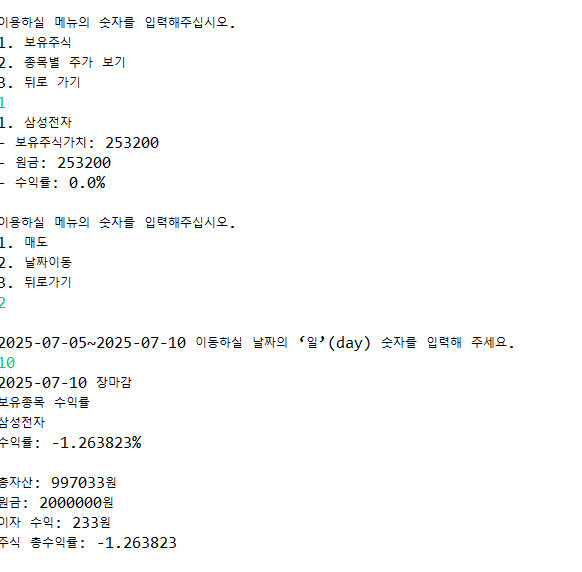 이용하실 메뉴의 숫자를 입력해주십시오.
1. 보유주식
2. 종목별 주가 보기
3. 뒤로 가기
1
1. 삼성전자
- 보유주식가치: 253200
- 원금: 253200
- 수익률: 0.0%
이용하실 메뉴의 숫자를 입력해주십시오.
1. 매도
2. 날짜이동
3. 뒤로가기
2
2025-07-05~2025-07-10 이동하실 날짜의 ‘일’(day) 숫자를 입력해 주세요.
10
2025-07-10 장마감
보유종목 수익률
삼성전자
수익률: -1.263823%
총자산: 997033원
원금: 2000000원
이자 수익: 233원
주식 총수익률: -1.263823